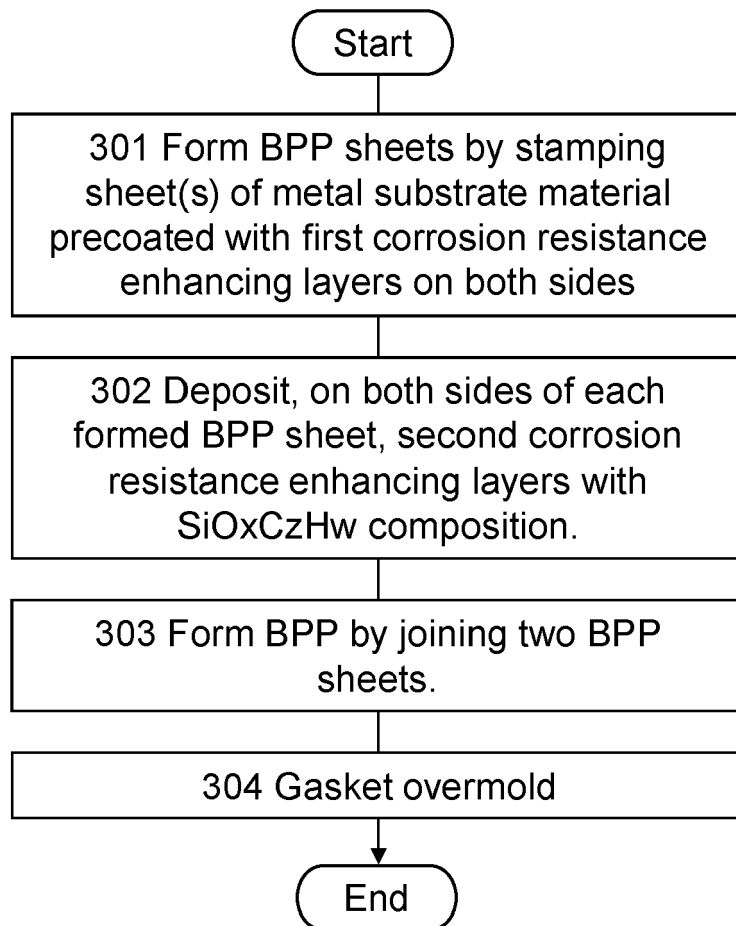 Start
301 Form BPP sheets by stamping
sheet(s) of metal substrate material
precoated with first corrosion resistance
enhancing layers on both sides
302 Deposit, on both sides of each
formed BPP sheet, second corrosion
resistance enhancing layers with
SiOxCzHw composition.
303 Form BPP by joining two BPP
sheets.
304 Gasket overmold
End